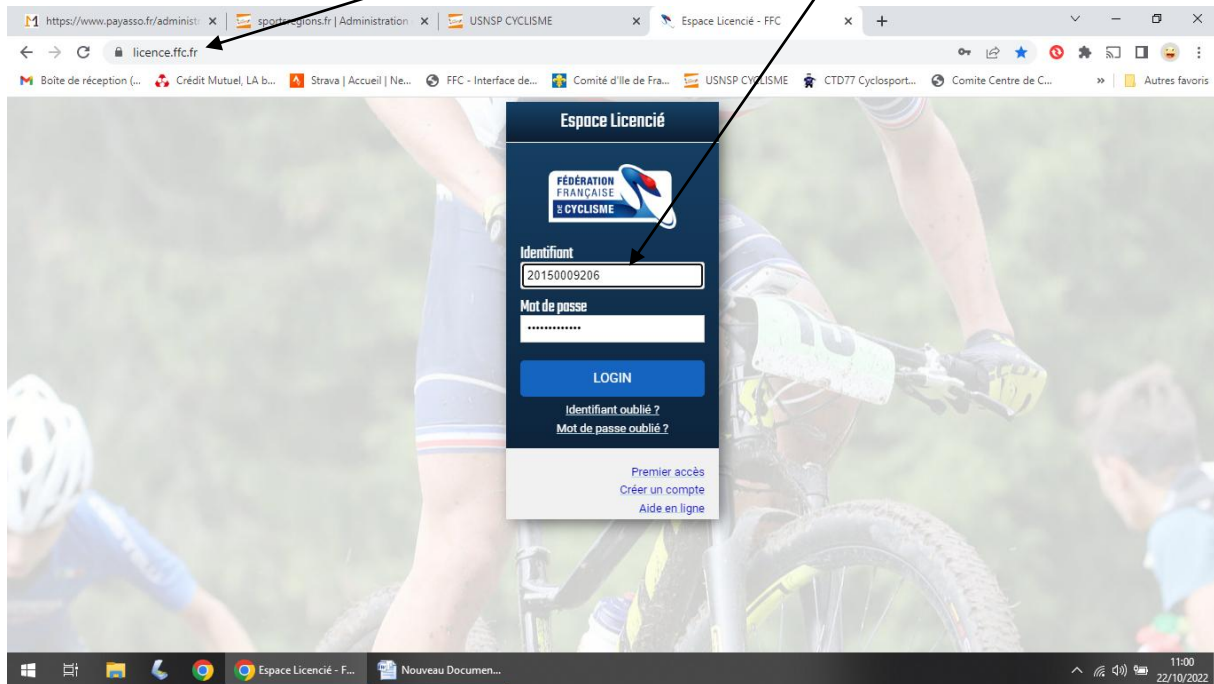 https://www.payasso.fr/administ
sportsregions.fr | Administration
USNSP CYCLISME
Espace Licencié - FFC
licence.ffc.fr
Boîte de réception (...
Crédit Mutuel, LA b...
Strava | Accueil | Ne...
FFC - Interface de...
Comité d'Ile de Fra...
USNSP CYCLISME
CTD77 Cyclosport...
Comite Centre de C...
»
Autres favoris
Espace Licencié
FÉDÉRATION
FRANÇAISE
DE CYCLISME
Identifiant
20150009206
Mot de passe
•••••••••••••
LOGIN
Identifiant oublié ?
Mot de passe oublié ?
Premier accès
Créer un compte
Aide en ligne
Espace Licencié - F...
Nouveau Documen...
11:00
22/10/2022